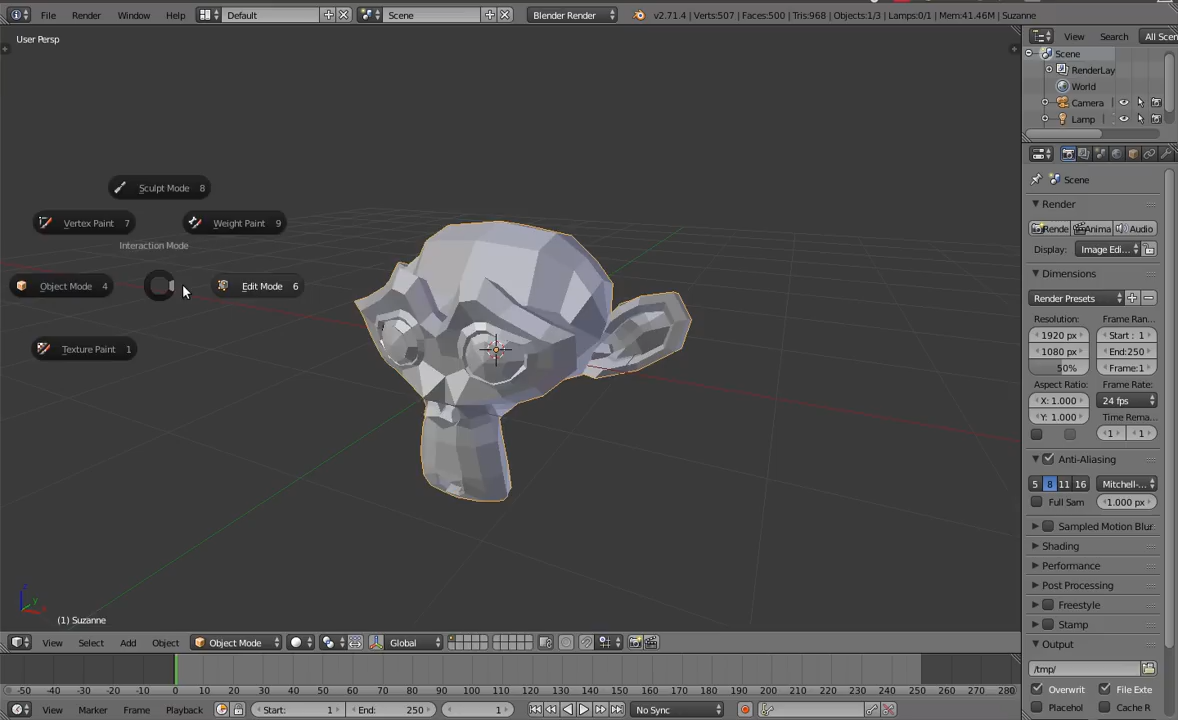 File Render Window Help Default Scene Blender Render v2.71.4 | Verts:507 | Faces:500 | Tris:968 | Objects:1/3 | Lamps:0/1 | Mem:41.46M | Suzanne
User Persp
View Search All Scen
Scene
RenderLay
World
Camera
Lamp
Sculpt Mode 8
Vertex Paint 7
Weight Paint 9
Interaction Mode
Object Mode 4
Edit Mode 6
Texture Paint 1
Scene
Render
Rende Anima Audio
Display: Image Edi...
Dimensions
Render Presets
Resolution: Frame Ran...
1920 px Start : 1
1080 px End:250
50% Frame:1
Aspect Ratio: Frame Rate:
X: 1.000 24 fps
Y: 1.000 Time Rema...
1 1
Anti-Aliasing
5 8 11 16 Mitchell-...
Full Sam 1.000 px
Sampled Motion Blur
Shading
Performance
Post Processing
Freestyle
Stamp
Output
/tmp/
Overwrit File Exte
Placehol Cache R
z
y
x
(1) Suzanne
View Select Add Object Object Mode Global
-50 -40 -30 -20 -10 0 10 20 30 40 50 60 70 80 90 100 110 120 130 140 150 160 170 180 190 200 210 220 230 240 250 260 270 280
View Marker Frame Playback Start: 1 End: 250 1 No Sync